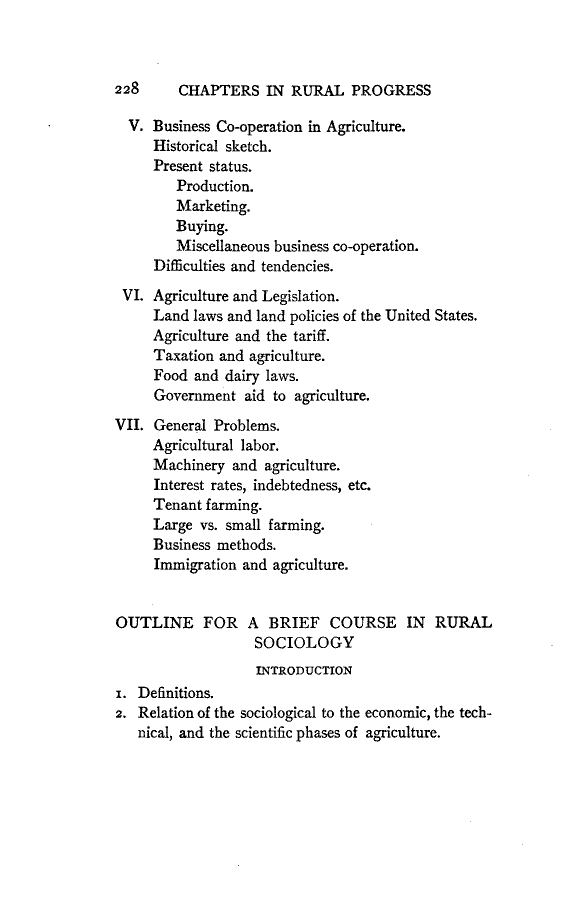 228 CHAPTERS IN RURAL PROGRESS
V. Business Co-operation in Agriculture.
Historical sketch.
Present status.
Production.
Marketing.
Buying.
Miscellaneous business co-operation.
Difficulties and tendencies.
VI. Agriculture and Legislation.
Land laws and land policies of the United States.
Agriculture and the tariff.
Taxation and agriculture.
Food and dairy laws.
Government aid to agriculture.
VII. General Problems.
Agricultural labor.
Machinery and agriculture.
Interest rates, indebtedness, etc.
Tenant farming.
Large vs. small farming.
Business methods.
Immigration and agriculture.
OUTLINE FOR A BRIEF COURSE IN RURAL
SOCIOLOGY
INTRODUCTION
1. Definitions.
2. Relation of the sociological to the economic, the tech-
nical, and the scientific phases of agriculture.